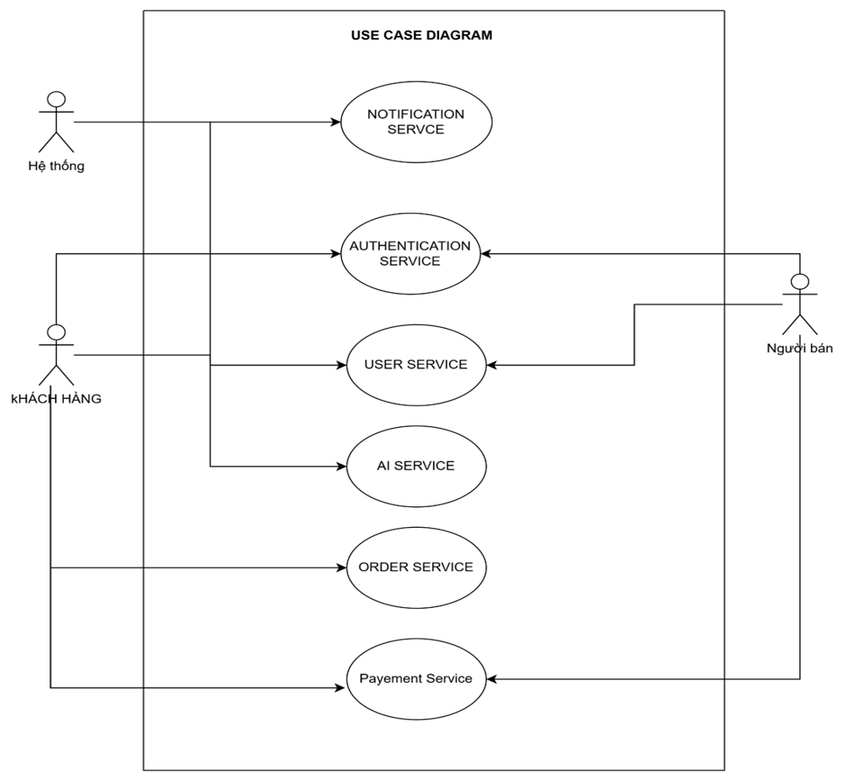 USE CASE DIAGRAM
NOTIFICATION
SERVCE
Hệ thống
AUTHENTICATION
SERVICE
Người bán
USER SERVICE
kHÁCH HÀNG
AI SERVICE
ORDER SERVICE
Payement Service